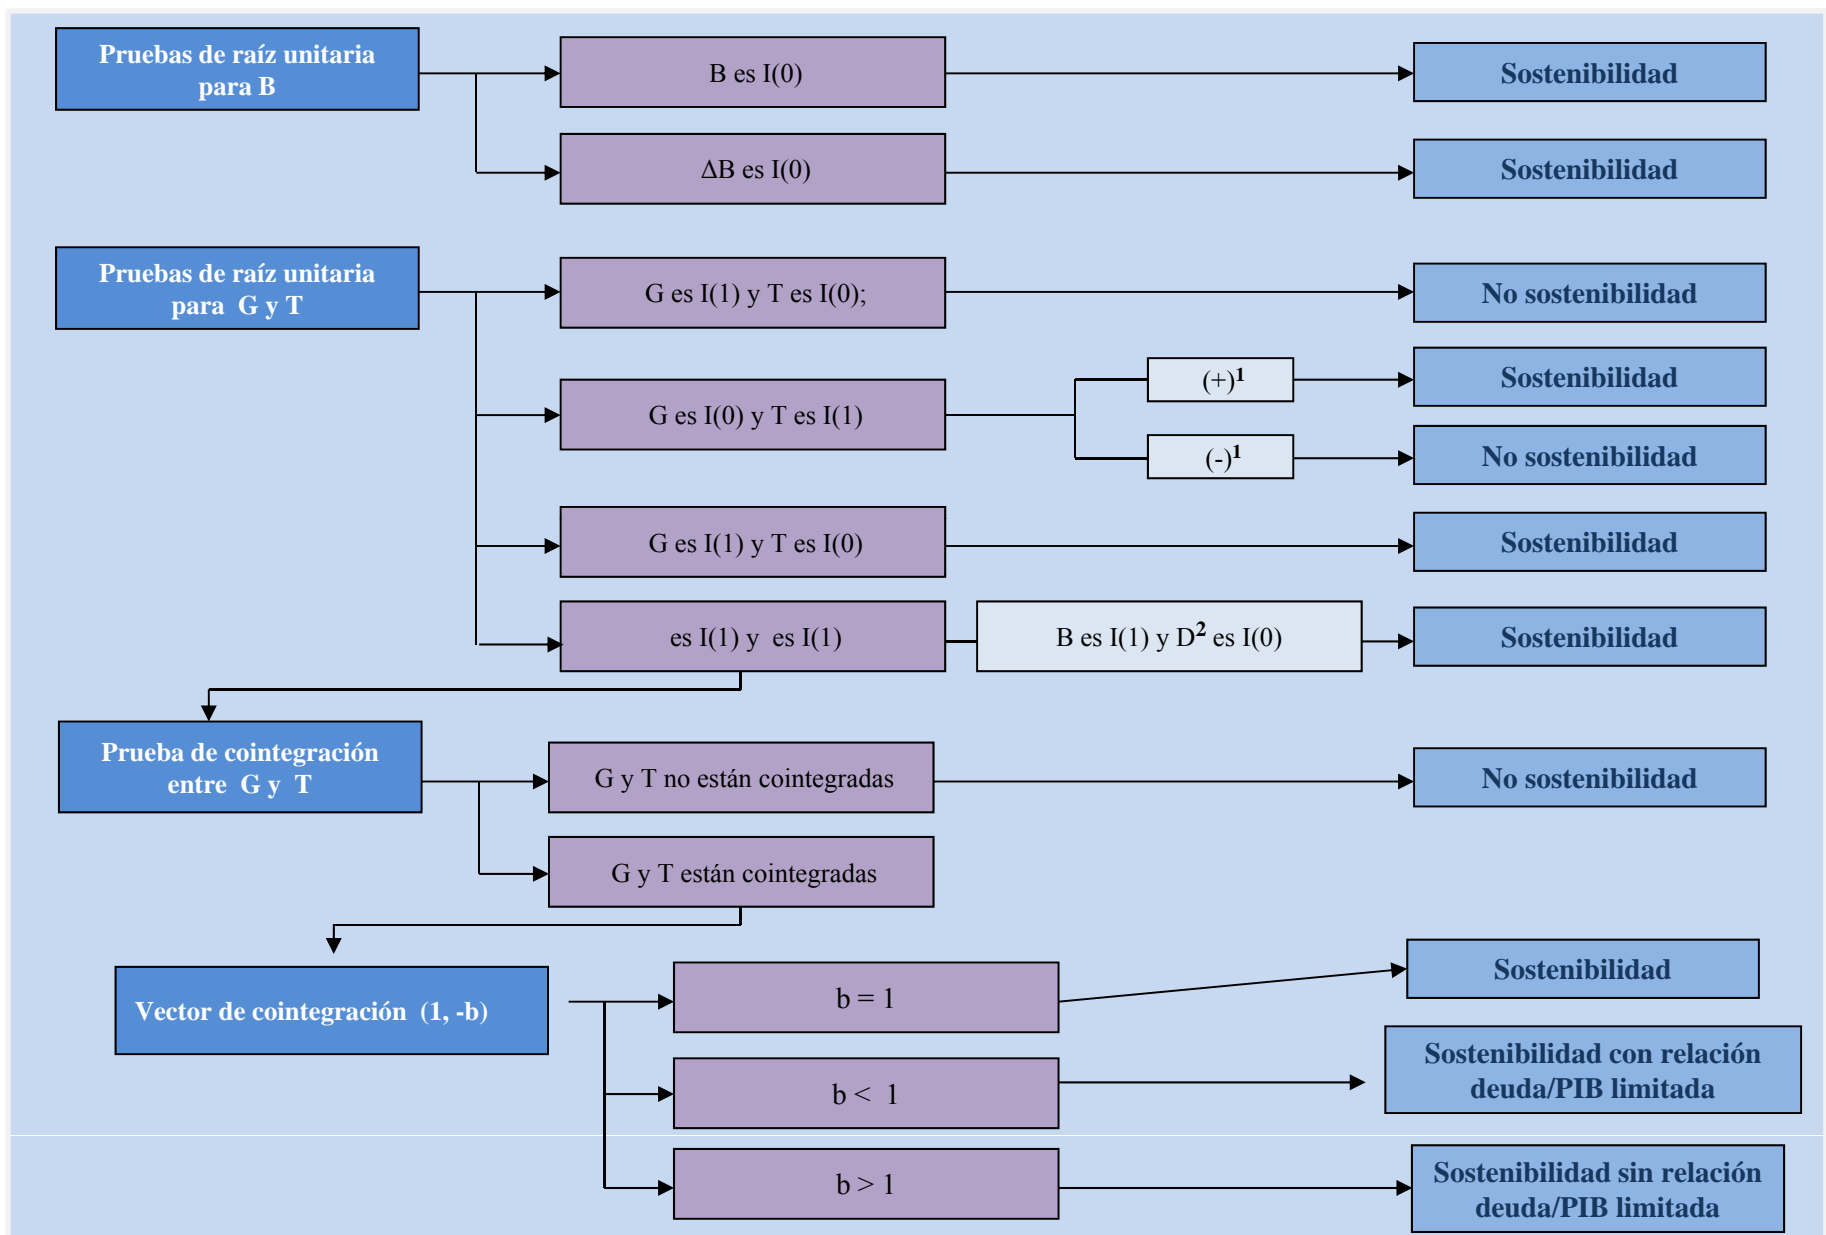 Pruebas de raíz unitaria
para B
B es I(0)
Sostenibilidad
ΔB es I(0)
Sostenibilidad
Pruebas de raíz unitaria
para G y T
G es I(1) y T es I(0);
No sostenibilidad
G es I(0) y T es I(1)
(+)¹
Sostenibilidad
(-)¹
No sostenibilidad
G es I(1) y T es I(0)
Sostenibilidad
es I(1) y es I(1)
B es I(1) y D² es I(0)
Sostenibilidad
Prueba de cointegración
entre G y T
G y T no están cointegradas
No sostenibilidad
G y T están cointegradas
Vector de cointegración (1, -b)
b = 1
Sostenibilidad
b < 1
Sostenibilidad con relación
deuda/PIB limitada
b > 1
Sostenibilidad sin relación
deuda/PIB limitada